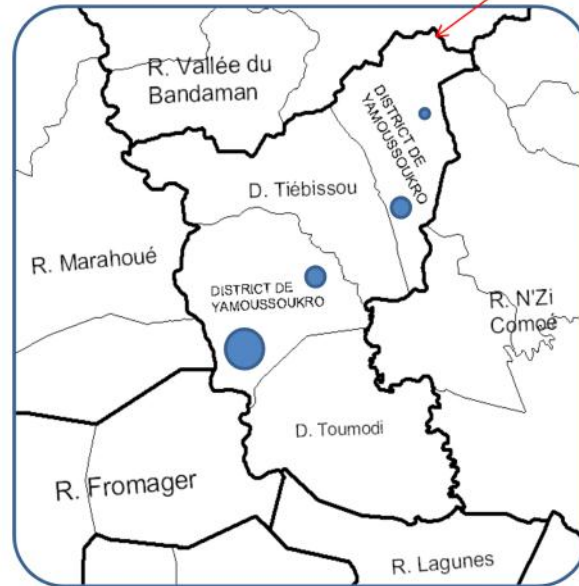 R. Vallée du
Bandaman
DISTRICT DE
YAMOUSSOUKRO
D. Tiébissou
R. Marahoué
DISTRICT DE
YAMOUSSOUKRO
R. N'Zi
Comoé
D. Toumodi
R. Fromager
R. Lagunes